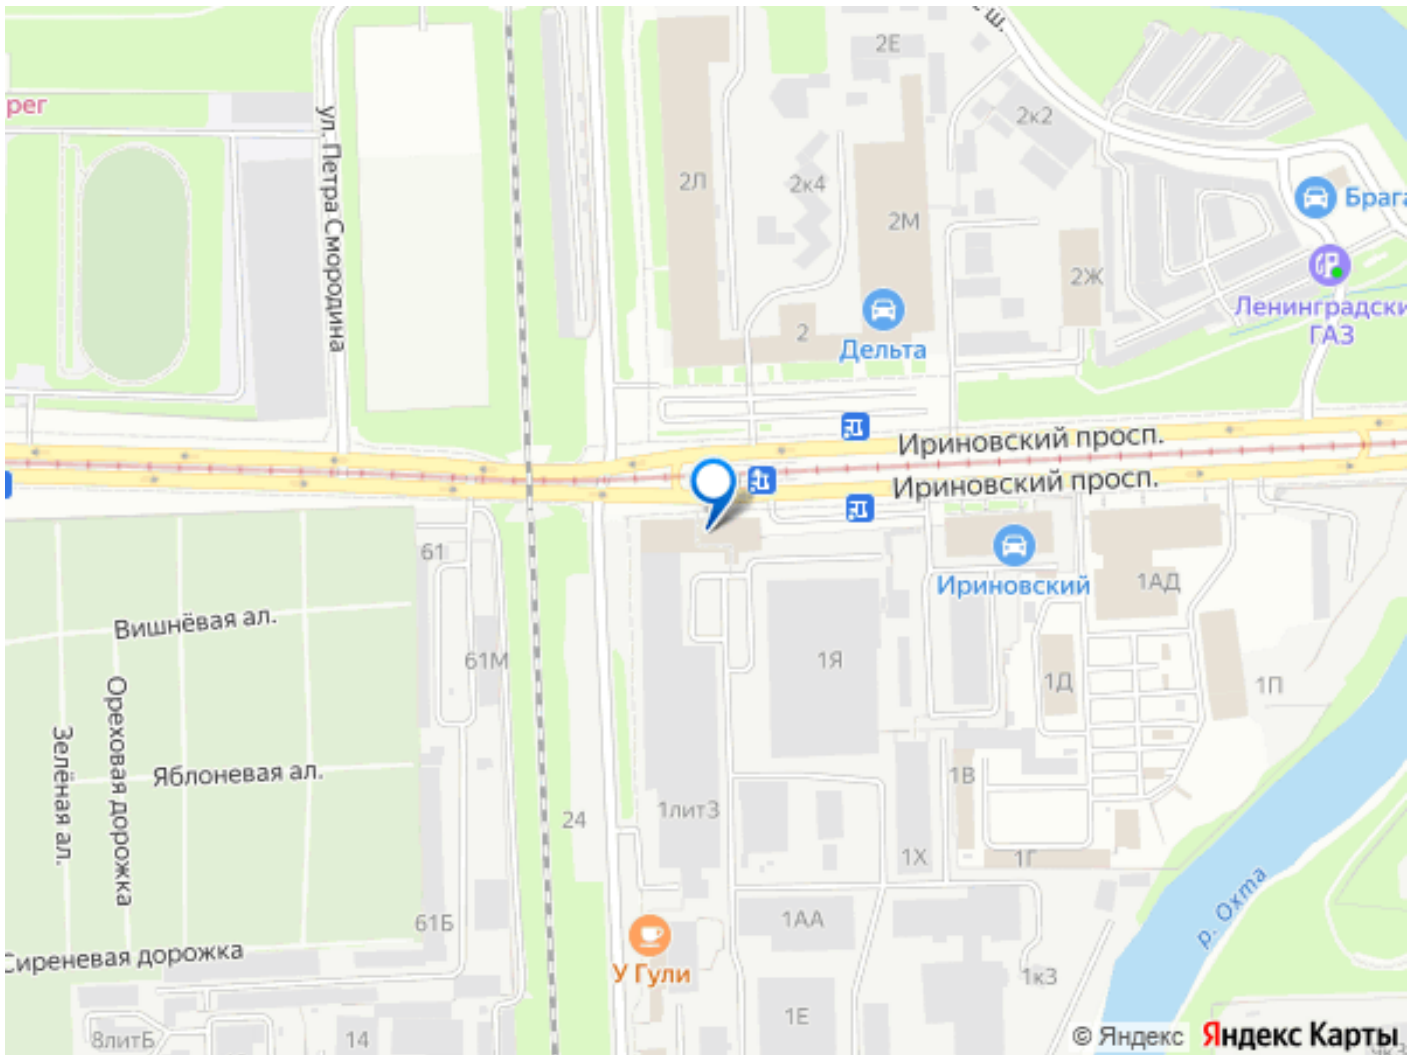 ш.
2Е
рег
ул. Петра Смородина
2к2
2Л
2к4
2М
Брага
2Ж
Ленинградски
ГАЗ
2
Дельта
Ириновский просп.
Ириновский просп.
61
Ириновский
1АД
Вишнёвая ал.
61М
1Я
1Д
1П
Ореховая дорожка
Зелёная ал.
Яблоневая ал.
1В
24
1лит3
1Х
1Г
р. Охта
61Б
1АА
Сиреневая дорожка
У Гули
1к3
1Е
8литБ
14
© Яндекс
Яндекс Карты